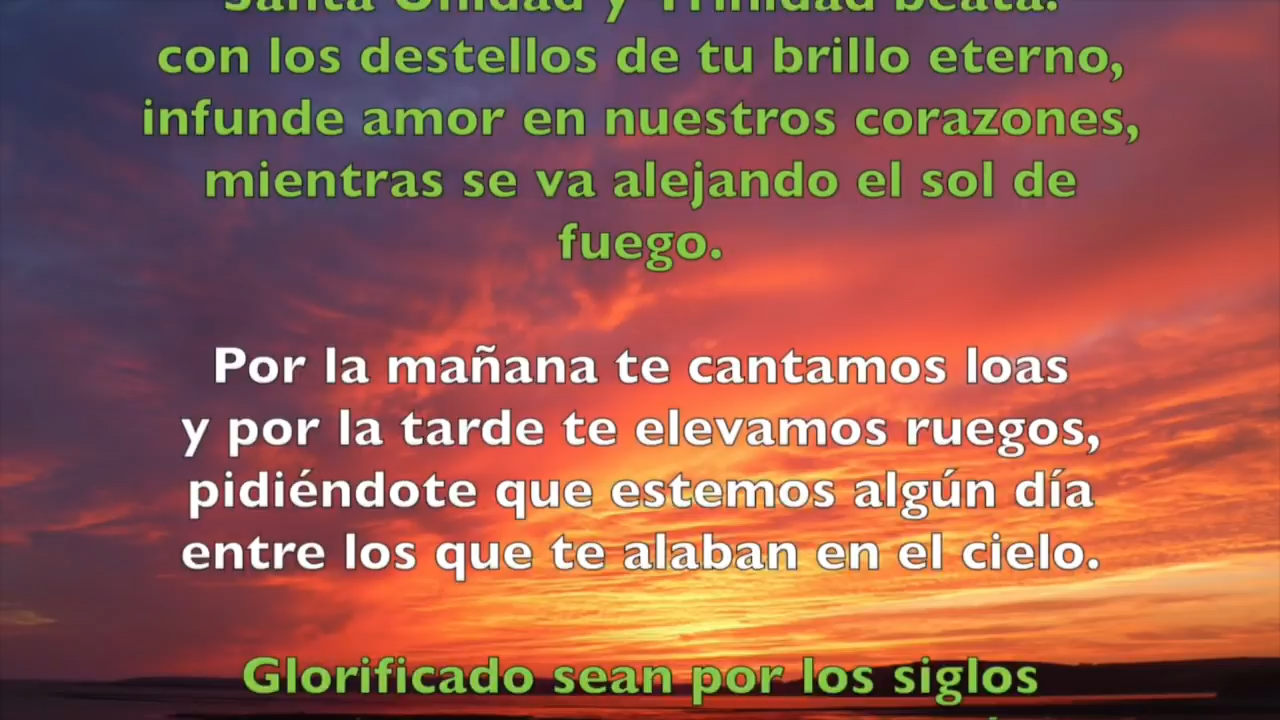 Santa Unidad y Trinidad beata:
con los destellos de tu brillo eterno,
infunde amor en nuestros corazones,
mientras se va alejando el sol de
fuego.
Por la mañana te cantamos loas
y por la tarde te elevamos ruegos,
pidiéndote que estemos algún día
entre los que te alaban en el cielo.
Glorificado sean por los siglos